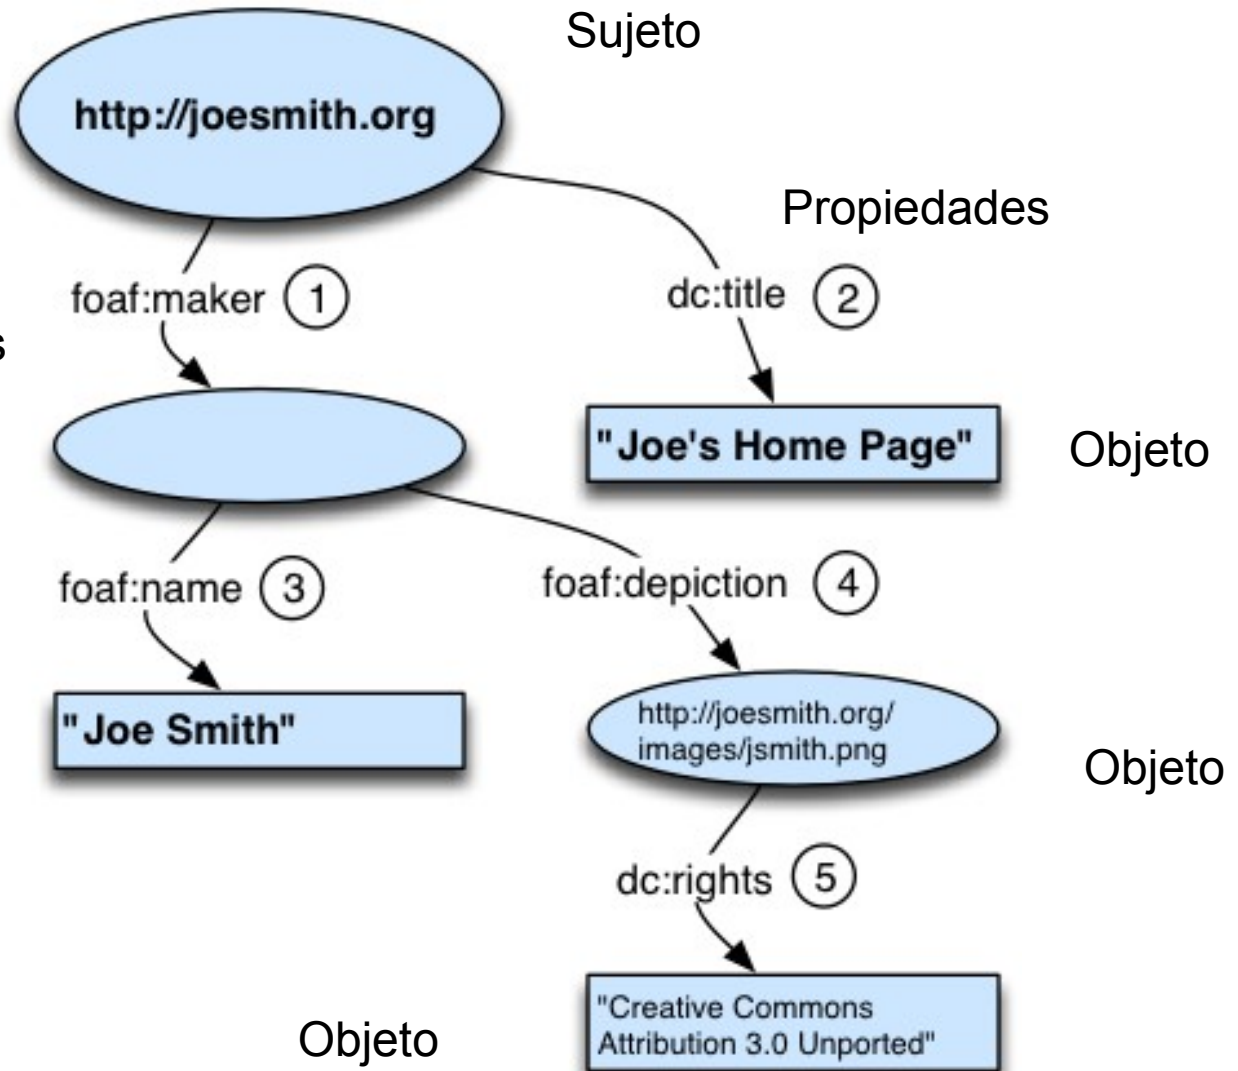 Sujeto
http://joesmith.org
Propiedades
foaf:maker 1
dc:title 2
s
"Joe's Home Page"
Objeto
foaf:name 3
foaf:depiction 4
"Joe Smith"
http://joesmith.org/
images/jsmith.png
Objeto
dc:rights 5
"Creative Commons
Attribution 3.0 Unported"
Objeto